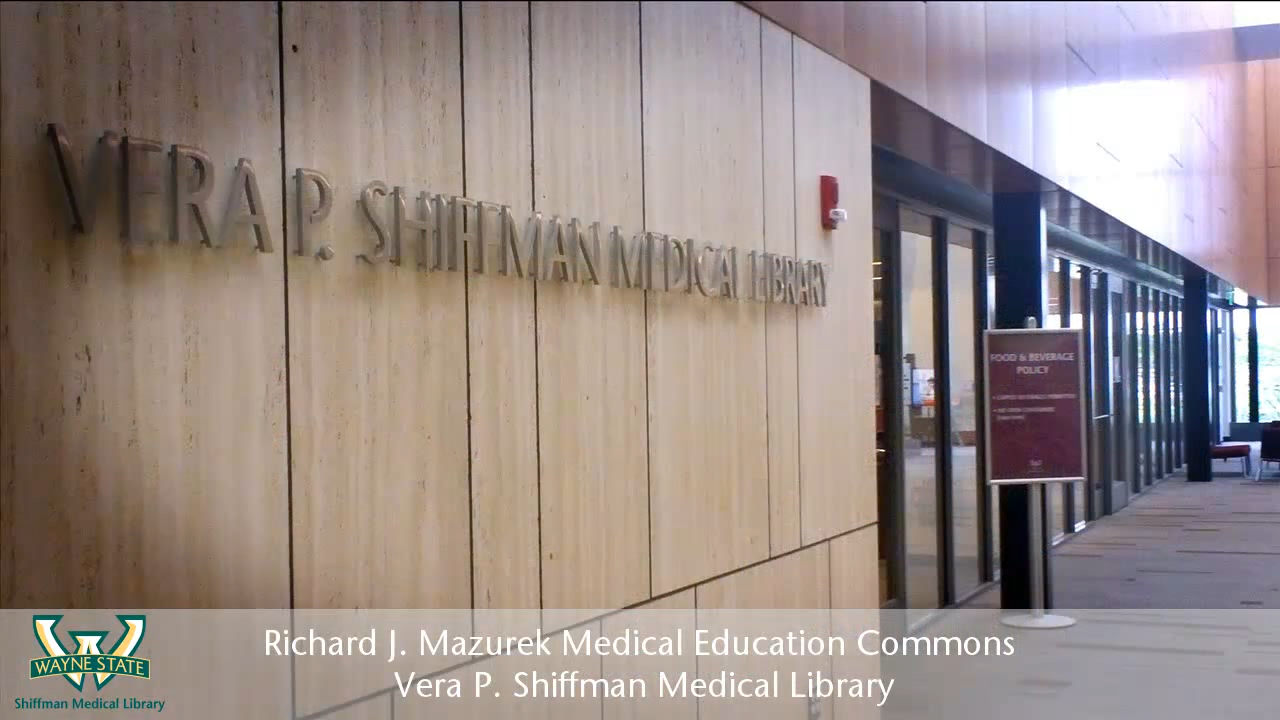 VERA P. SHIFFMAN MEDICAL LIBRARY
FOOD & BEVERAGE
POLICY
WAYNE STATE
Shiffman Medical Library
Richard J. Mazurek Medical Education Commons
Vera P. Shiffman Medical Library